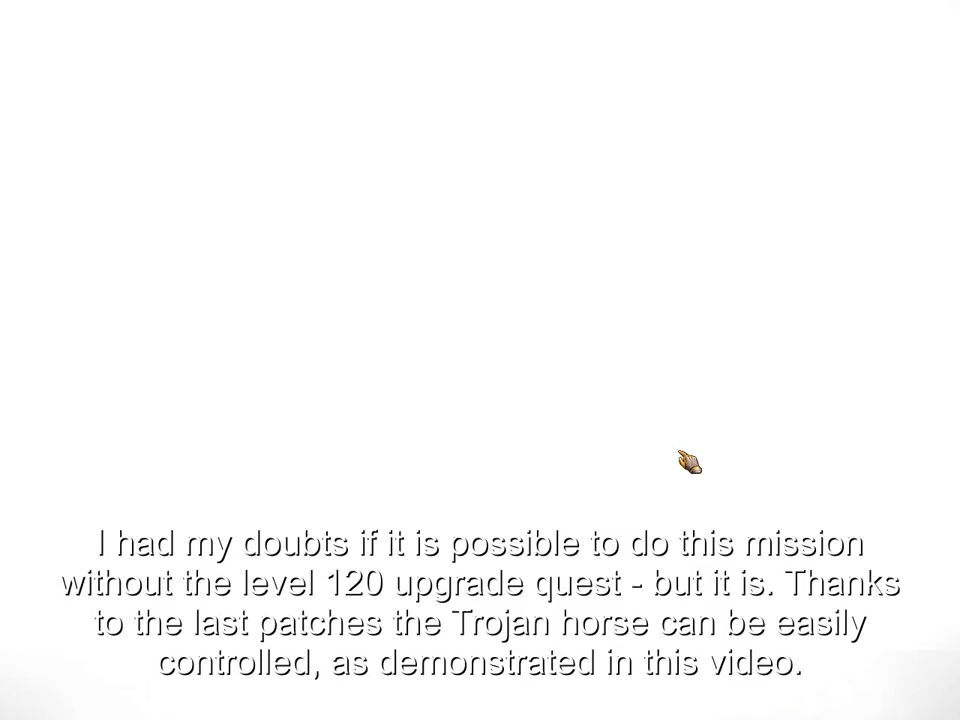 I had my doubts if it is possible to do this mission
without the level 120 upgrade quest - but it is. Thanks
to the last patches the Trojan horse can be easily
controlled, as demonstrated in this video.